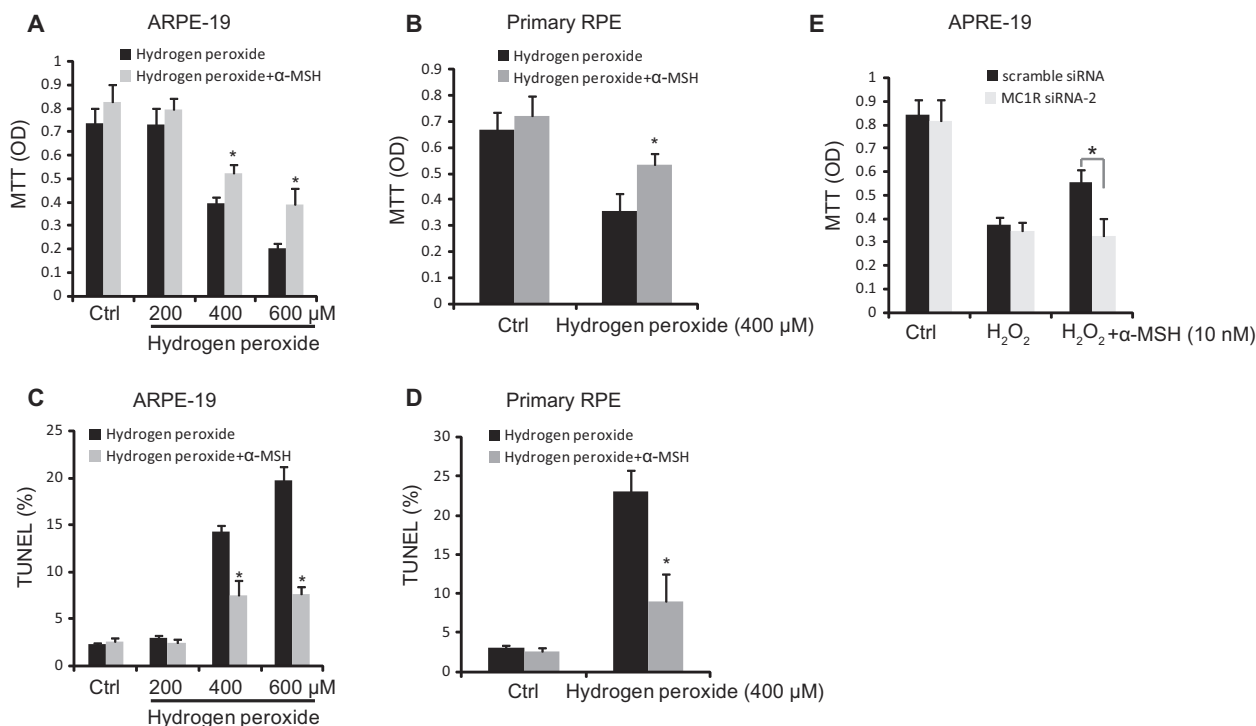 A
ARPE-19
Hydrogen peroxide
Hydrogen peroxide+α-MSH
MTT (OD)
1
0.9
0.8
0.7
0.6
0.5
0.4
0.3
0.2
0.1
0
*
*
Ctrl 200 400 600 µM
Hydrogen peroxide
B
Primary RPE
Hydrogen peroxide
Hydrogen peroxide+α-MSH
MTT (OD)
0.9
0.8
0.7
0.6
0.5
0.4
0.3
0.2
0.1
0
*
Ctrl Hydrogen peroxide (400 µM)
E
APRE-19
scramble siRNA
MC1R siRNA-2
MTT (OD)
1
0.9
0.8
0.7
0.6
0.5
0.4
0.3
0.2
0.1
0
*
Ctrl H₂O₂ H₂O₂+α-MSH (10 nM)
C
ARPE-19
Hydrogen peroxide
Hydrogen peroxide+α-MSH
TUNEL (%)
25
20
15
10
5
0
*
*
Ctrl 200 400 600 µM
Hydrogen peroxide
D
Primary RPE
Hydrogen peroxide
Hydrogen peroxide+α-MSH
TUNEL (%)
30
25
20
15
10
5
0
*
Ctrl Hydrogen peroxide (400 µM)